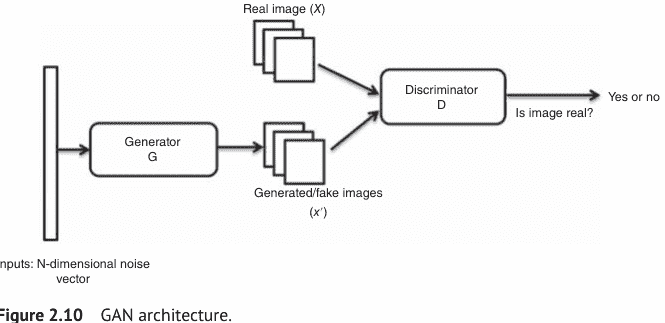 Real image (X)
Discriminator
D
Yes or no
Is image real?
Generator
G
Generated/fake images
(x')
nputs: N-dimensional noise
vector
Figure 2.10 GAN architecture.